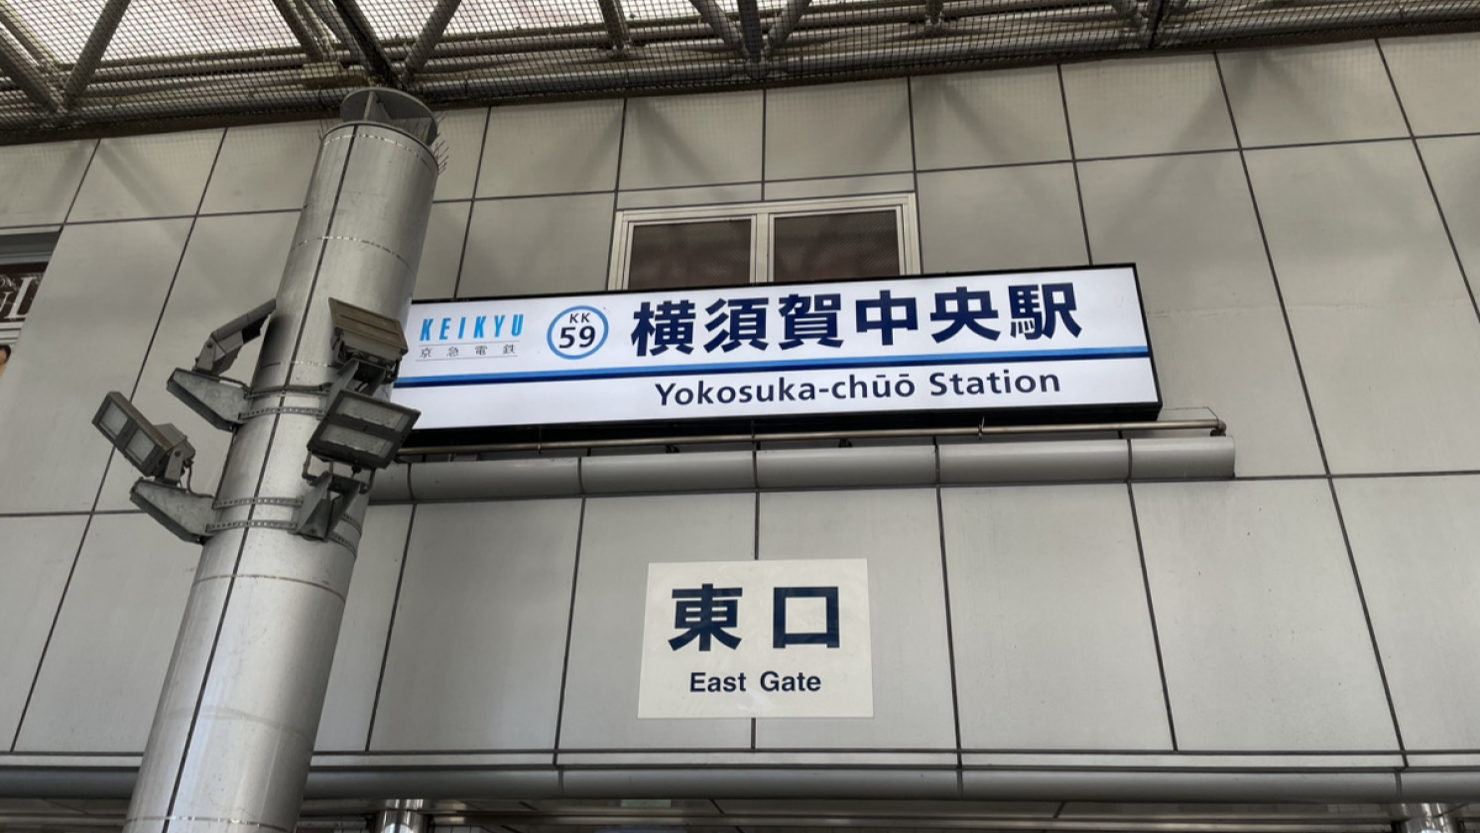 KEIKYU
京急電鉄
KK
59
横須賀中央駅
Yokosuka-chūō Station
東口
East Gate